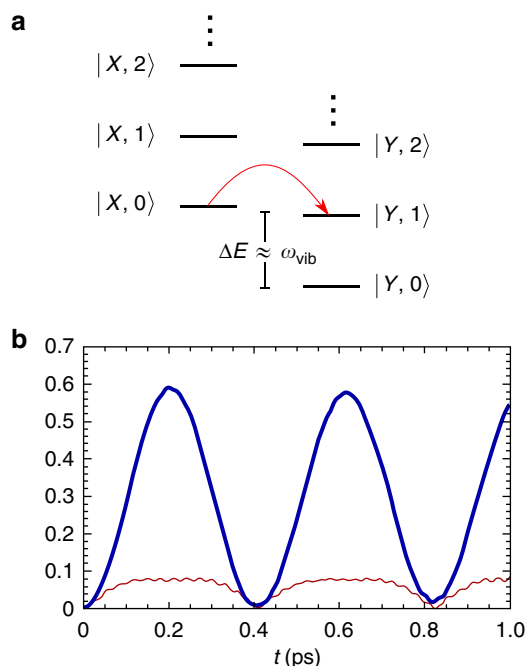 a
| X, 2⟩
| X, 1⟩
| Y, 2⟩
| X, 0⟩
| Y, 1⟩
ΔE ≈ ω_vib
| Y, 0⟩
b
0.7
0.6
0.5
0.4
0.3
0.2
0.1
0
0 0.2 0.4 0.6 0.8 1.0
t (ps)